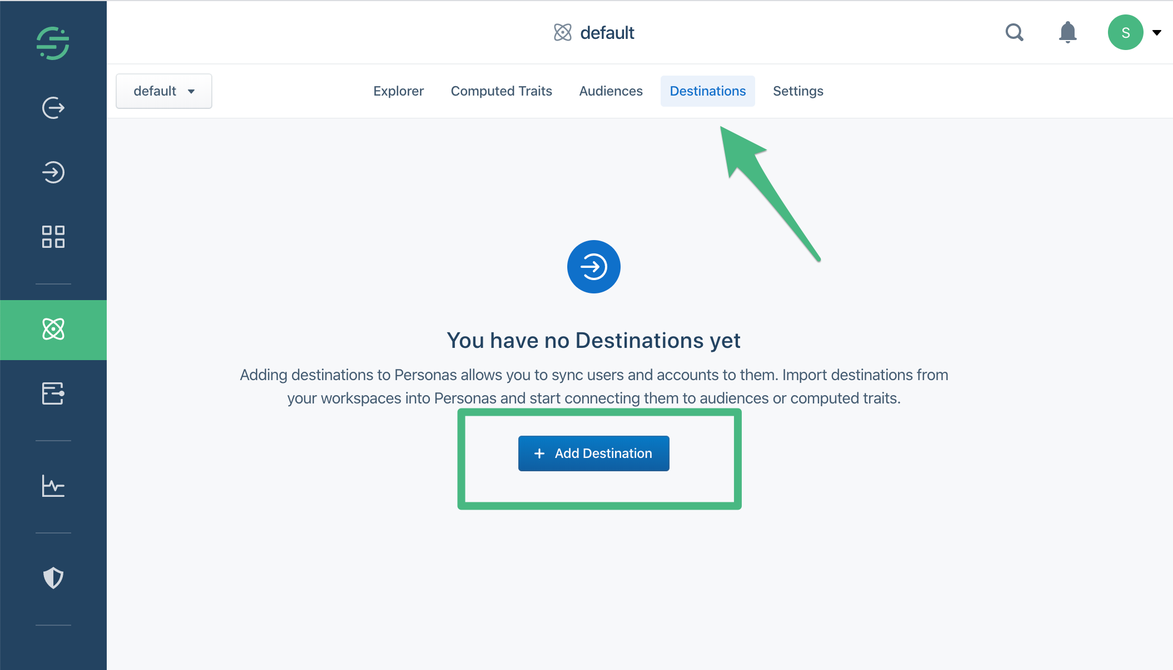 default
S
default
Explorer Computed Traits Audiences Destinations Settings
You have no Destinations yet
Adding destinations to Personas allows you to sync users and accounts to them. Import destinations from
your workspaces into Personas and start connecting them to audiences or computed traits.
+ Add Destination